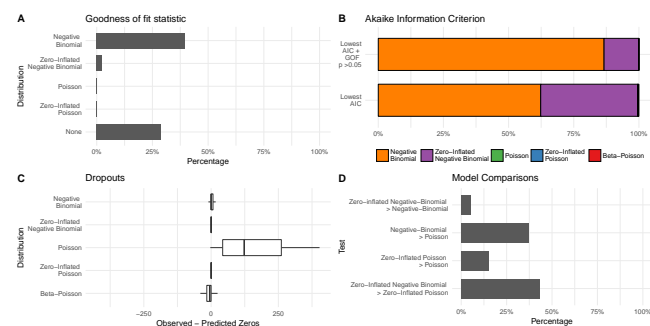 A
Goodness of fit statistic
Distribution
Negative
Binomial
Zero−Inflated
Negative Binomial
Poisson
Zero−Inflated
Poisson
None
0%
25%
50%
75%
100%
Percentage
B
Akaike Information Criterion
Lowest
AIC +
GOF
p >0.05
Lowest
AIC
0%
25%
50%
75%
100%
Negative
Binomial
Zero−Inflated
Negative Binomial
Poisson
Zero−Inflated
Poisson
Beta−Poisson
C
Dropouts
Distribution
Negative
Binomial
Zero−Inflated
Negative Binomial
Poisson
Zero−Inflated
Poisson
Beta−Poisson
−250
0
250
Observed − Predicted Zeros
D
Model Comparisons
Test
Zero−inflated Negative−Binomial
> Negative−Binomial
Negative−Binomial
> Poisson
Zero−Inflated Poisson
> Poisson
Zero−Inflated Negative Binomial
> Zero−Inflated Poisson
0%
25%
50%
75%
100%
Percentage